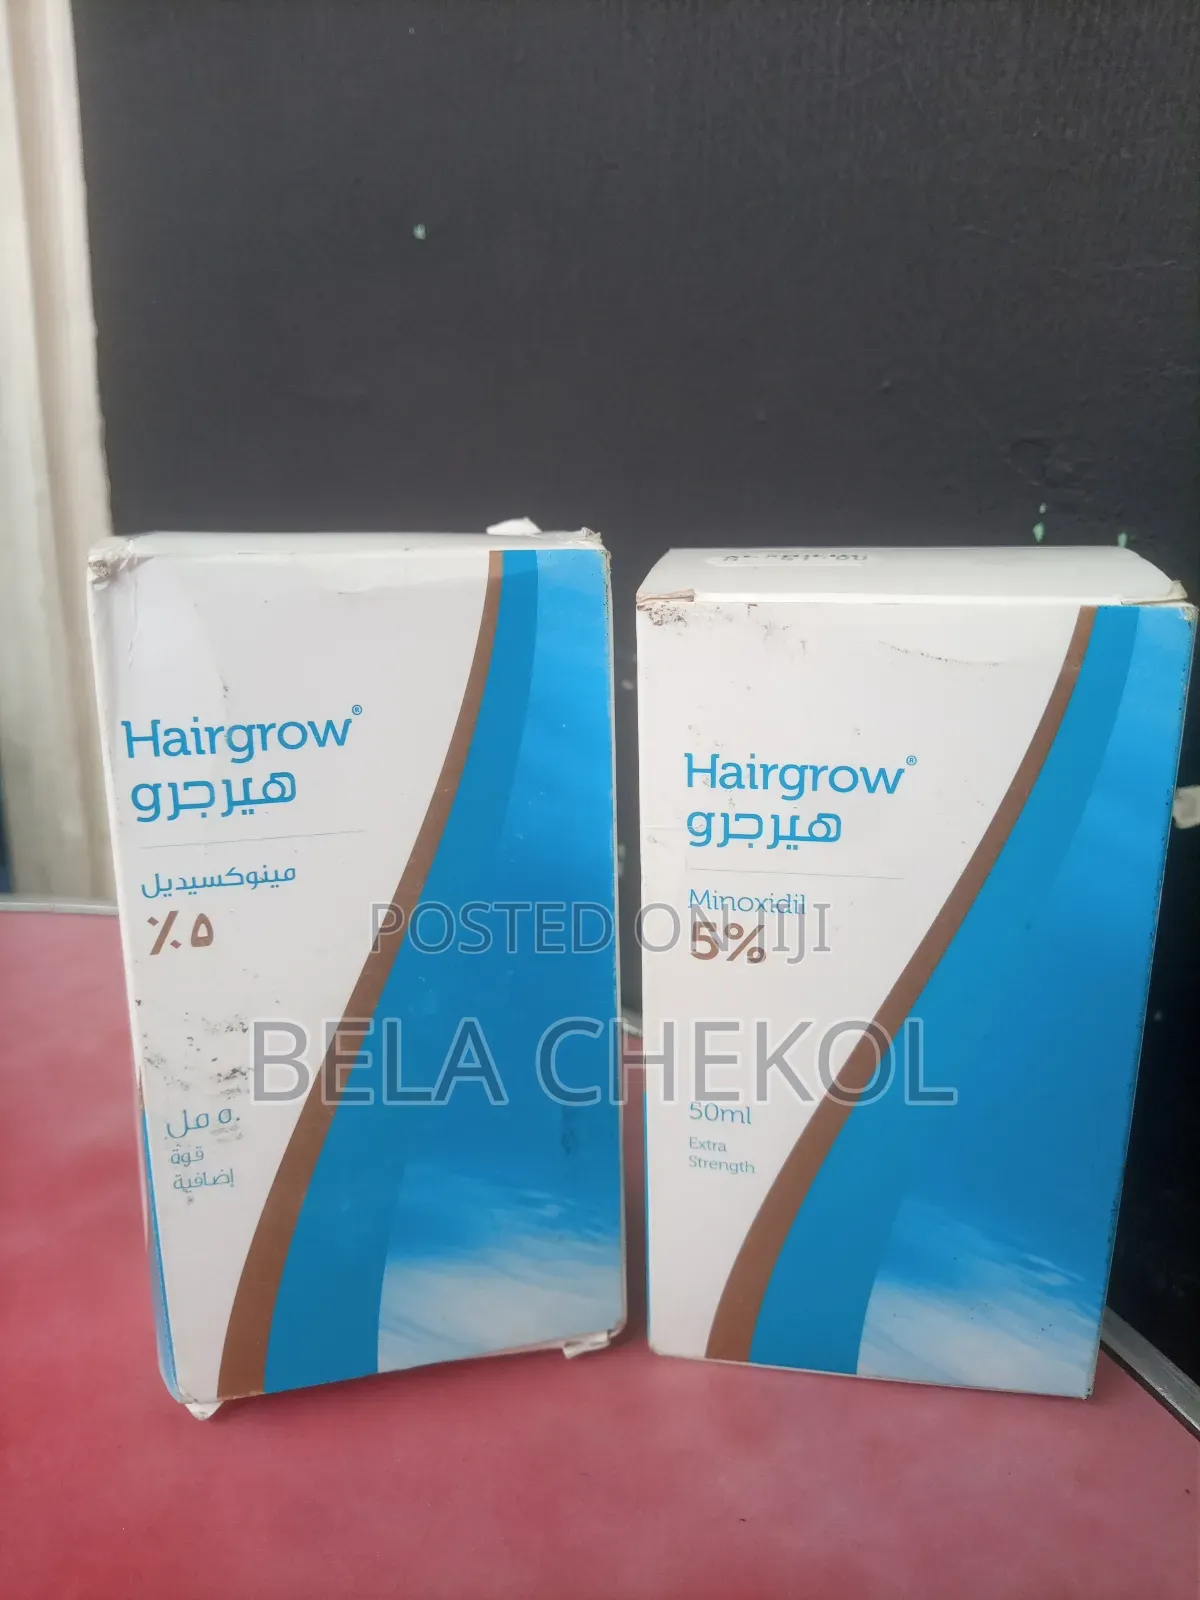 Hairgrow®
هيرجرو
مينوكسيديل
٥٪
٥٠ مل
قوة
إضافية
Hairgrow®
هيرجرو
Minoxidil
5%
50ml
Extra
Strength
POSTED ON JIJI
BELA CHEKOL